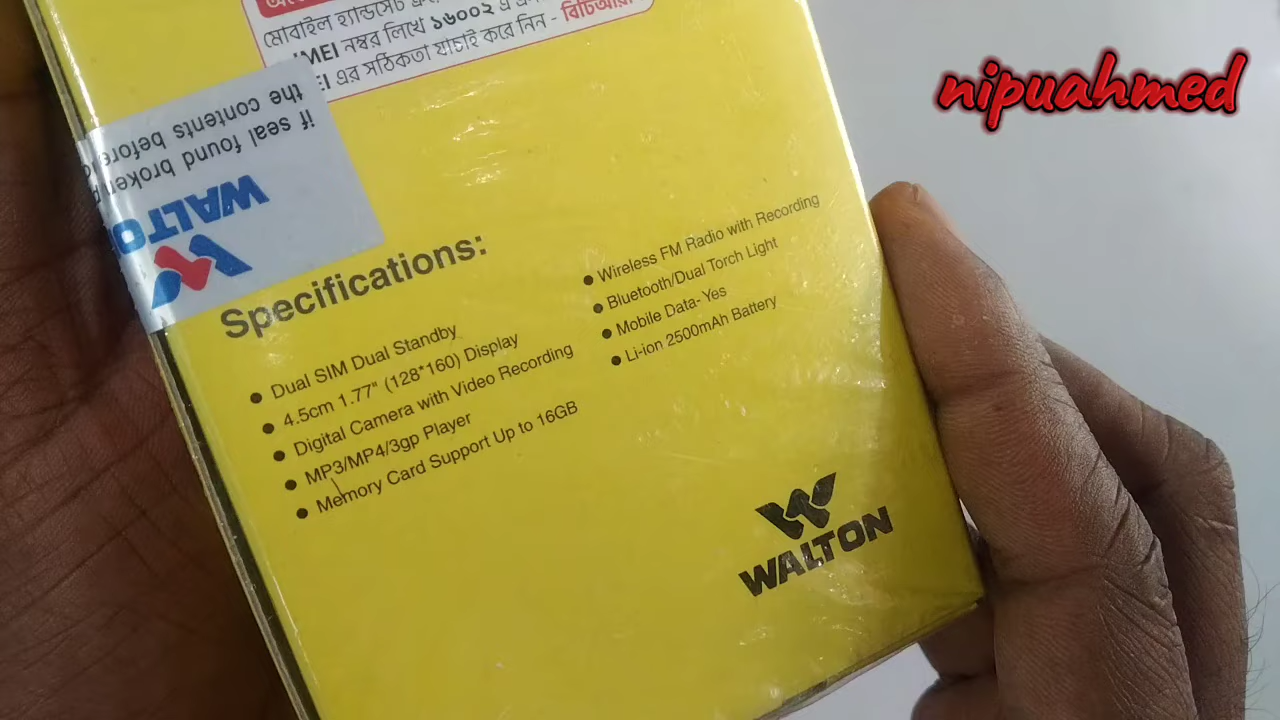 মোবাইল হ্যান্ডসেট
IMEI নম্বর লিখে ১৬০০২ এ
EI এর সঠিকতা যাচাই করে নিন - বিটিআরসি
nipuahmed
if seal found broken
the contents before
WALTON
Specifications:
● Dual SIM Dual Standby
● 4.5cm 1.77" (128*160) Display
● Digital Camera with Video Recording
● MP3/MP4/3gp Player
● Memory Card Support Up to 16GB
● Wireless FM Radio with Recording
● Bluetooth/Dual Torch Light
● Mobile Data- Yes
● Li-ion 2500mAh Battery
WALTON